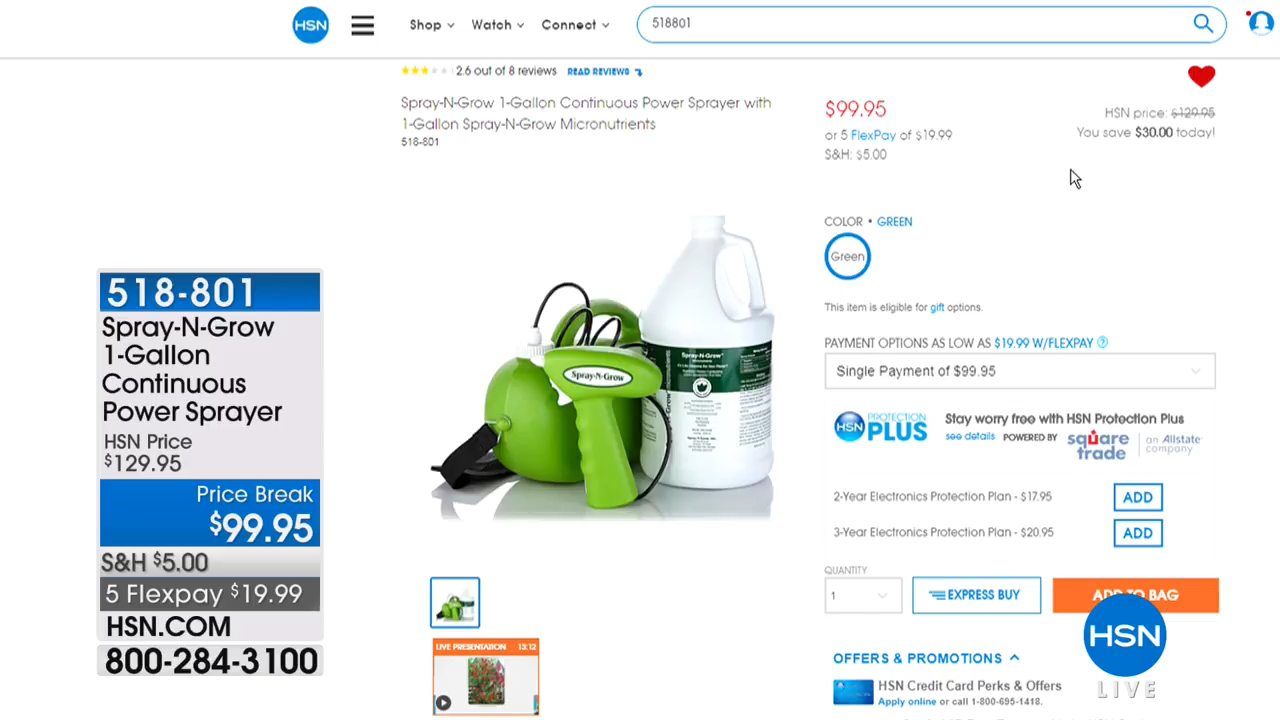 HSN
Shop
Watch
Connect
518801
2.6 out of 8 reviews
READ REVIEWS
Spray-N-Grow 1-Gallon Continuous Power Sprayer with
1-Gallon Spray-N-Grow Micronutrients
518-801
$99.95
or 5 FlexPay of $19.99
S&H: $5.00
HSN price: $129.95
You save $30.00 today!
COLOR • GREEN
Green
This item is eligible for gift options.
PAYMENT OPTIONS AS LOW AS $19.99 W/FLEXPAY ?
Single Payment of $99.95
HSN PROTECTION PLUS
Stay worry free with HSN Protection Plus
see details POWERED BY square trade an Allstate company
2-Year Electronics Protection Plan - $17.95
ADD
3-Year Electronics Protection Plan - $20.95
ADD
QUANTITY
1
EXPRESS BUY
ADD TO BAG
OFFERS & PROMOTIONS
HSN Credit Card Perks & Offers
Apply online or call 1-800-695-1418.
HSN
LIVE
Spray-N-Grow
Spray-N-Grow
LIVE PRESENTATION 13:12
518-801
Spray-N-Grow
1-Gallon
Continuous
Power Sprayer
HSN Price
$129.95
Price Break
$99.95
S&H $5.00
5 Flexpay $19.99
HSN.COM
800-284-3100